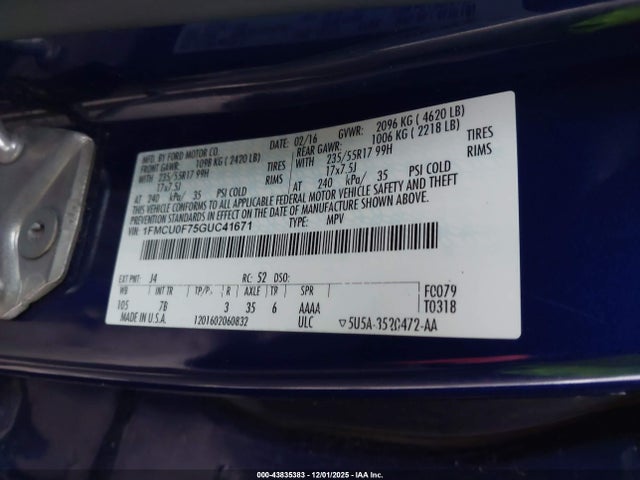 MFD. BY FORD MOTOR CO.
DATE: 02/16 GVWR: 2096 KG ( 4620 LB)
FRONT GAWR: 1098 KG ( 2420 LB) REAR GAWR: 1006 KG ( 2218 LB)
WITH 235/55R17 99H TIRES WITH 235/55R17 99H TIRES
17x7.5J RIMS 17x7.5J RIMS
AT 240 kPa/ 35 PSI COLD AT 240 kPa/ 35 PSI COLD
THIS VEHICLE CONFORMS TO ALL APPLICABLE FEDERAL MOTOR VEHICLE SAFETY AND THEFT
PREVENTION STANDARDS IN EFFECT ON THE DATE OF MANUFACTURE SHOWN ABOVE.
VIN: 1FMCU0F75GUC41671 TYPE: MPV
EXT PNT: J4 RC: 52 DSO:
WB INT TR TP/PS R AXLE TR SPR
105 7B 3 35 6 AAAA
FC079
T0318
MADE IN U.S.A. 1201602060832 ULC ▽5U5A-3520472-AA
000-43835383 - 12/01/2025 - IAA Inc.